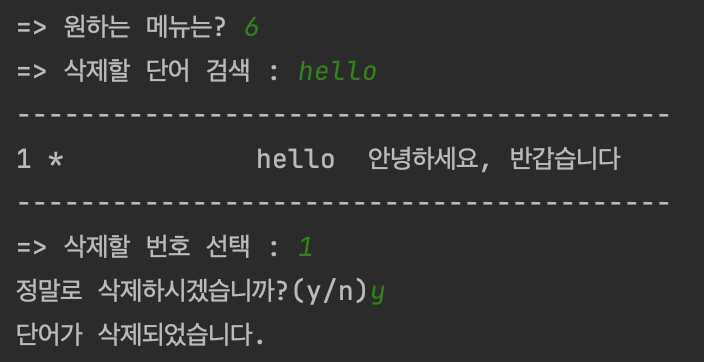 => 원하는 메뉴는? 6
=> 삭제할 단어 검색 : hello
-----------------------------------------
1 *            hello  안녕하세요, 반갑습니다
-----------------------------------------
=> 삭제할 번호 선택 : 1
정말로 삭제하시겠습니까?(y/n)y
단어가 삭제되었습니다.